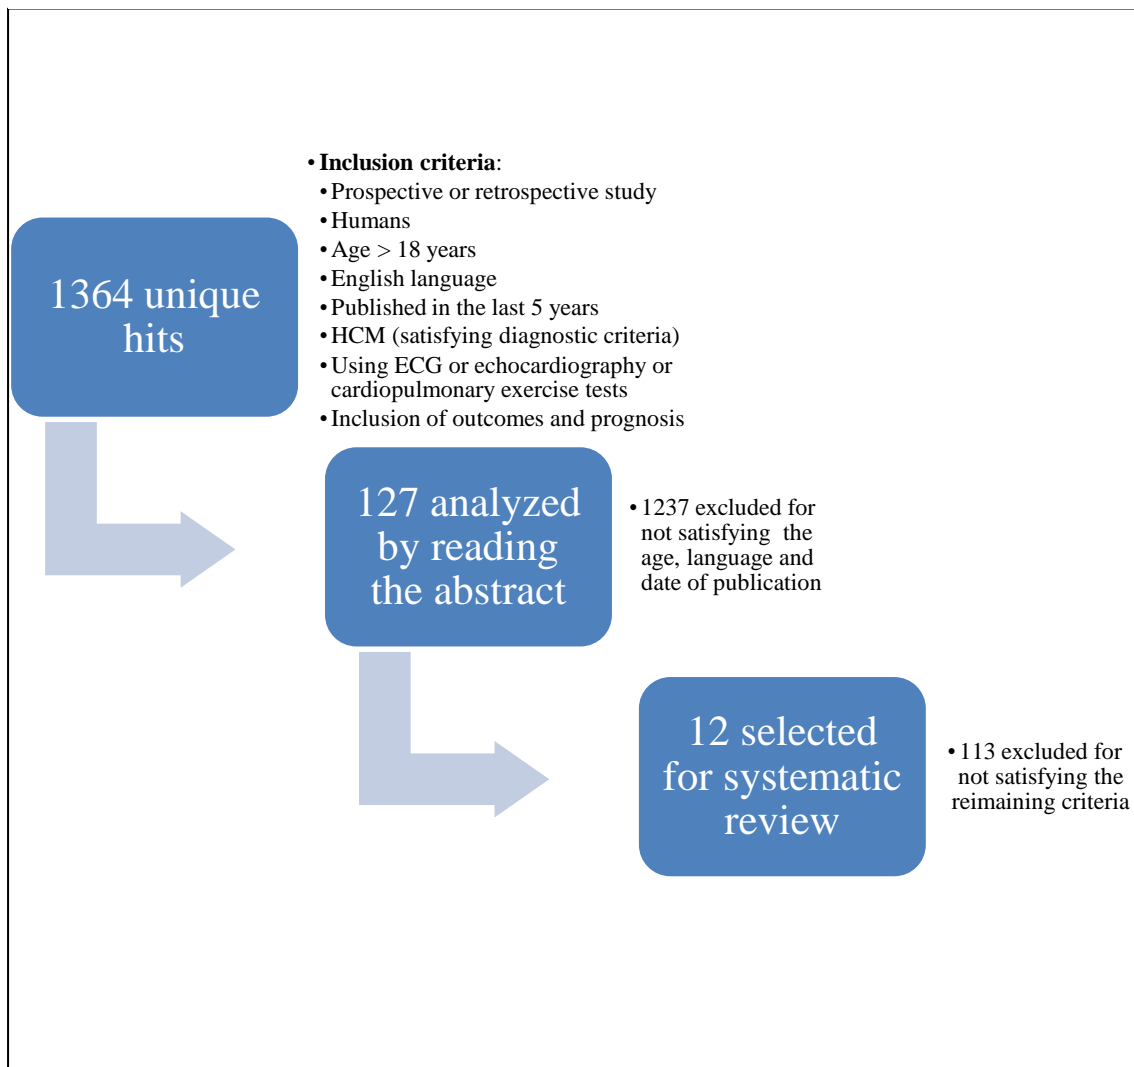 • Inclusion criteria:
• Prospective or retrospective study
• Humans
• Age > 18 years
• English language
• Published in the last 5 years
• HCM (satisfying diagnostic criteria)
• Using ECG or echocardiography or
cardiopulmonary exercise tests
• Inclusion of outcomes and prognosis
1364 unique
hits
127 analyzed
by reading
the abstract
• 1237 excluded for
not satisfying the
age, language and
date of publication
12 selected
for systematic
review
• 113 excluded for
not satisfying the
reimaining criteria